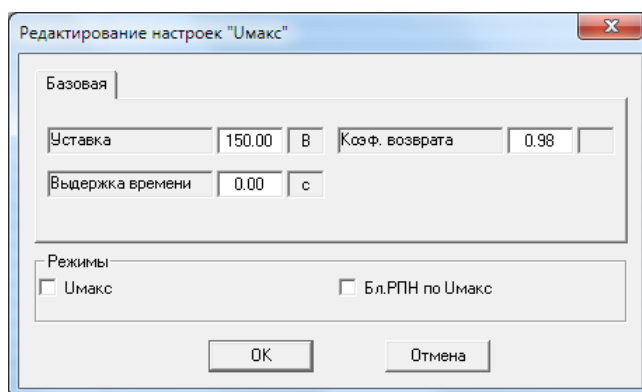 Редактирование настроек "Uмакс"
Базовая
Уставка 150.00 В Коэф. возврата 0.98
Выдержка времени 0.00 с
Режимы
Uмакс Бл.РПН по Uмакс
OK Отмена